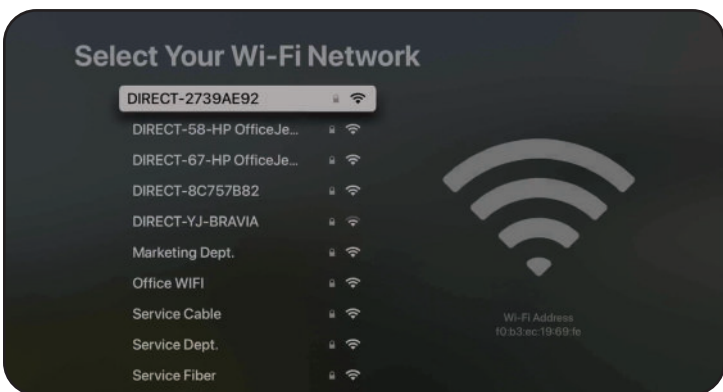 Select Your Wi-Fi Network
DIRECT-2739AE92
DIRECT-58-HP OfficeJe...
DIRECT-67-HP OfficeJe...
DIRECT-8C757B82
DIRECT-YJ-BRAVIA
Marketing Dept.
Office WIFI
Service Cable
Service Dept.
Service Fiber
Wi-Fi Address
f0:b3:ec:19:69:fe